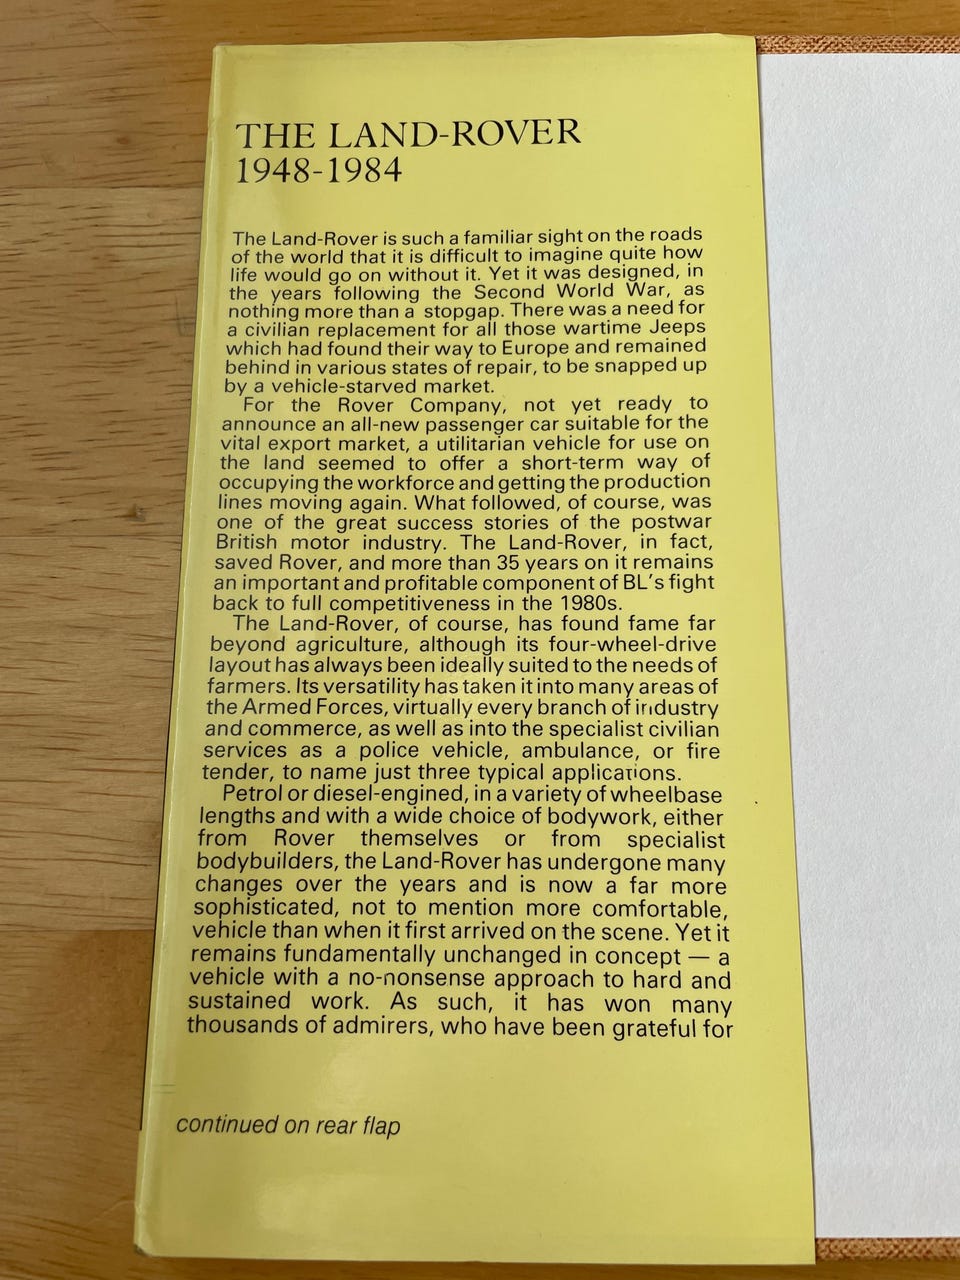 THE LAND-ROVER
1948-1984
The Land-Rover is such a familiar sight on the roads
of the world that it is difficult to imagine quite how
life would go on without it. Yet it was designed, in
the years following the Second World War, as
nothing more than a stopgap. There was a need for
a civilian replacement for all those wartime Jeeps
which had found their way to Europe and remained
behind in various states of repair, to be snapped up
by a vehicle-starved market.
For the Rover Company, not yet ready to
announce an all-new passenger car suitable for the
vital export market, a utilitarian vehicle for use on
the land seemed to offer a short-term way of
occupying the workforce and getting the production
lines moving again. What followed, of course, was
one of the great success stories of the postwar
British motor industry. The Land-Rover, in fact,
saved Rover, and more than 35 years on it remains
an important and profitable component of BL's fight
back to full competitiveness in the 1980s.
The Land-Rover, of course, has found fame far
beyond agriculture, although its four-wheel-drive
layout has always been ideally suited to the needs of
farmers. Its versatility has taken it into many areas of
the Armed Forces, virtually every branch of industry
and commerce, as well as into the specialist civilian
services as a police vehicle, ambulance, or fire
tender, to name just three typical applications.
Petrol or diesel-engined, in a variety of wheelbase
lengths and with a wide choice of bodywork, either
from Rover themselves or from specialist
bodybuilders, the Land-Rover has undergone many
changes over the years and is now a far more
sophisticated, not to mention more comfortable,
vehicle than when it first arrived on the scene. Yet it
remains fundamentally unchanged in concept — a
vehicle with a no-nonsense approach to hard and
sustained work. As such, it has won many
thousands of admirers, who have been grateful for
continued on rear flap